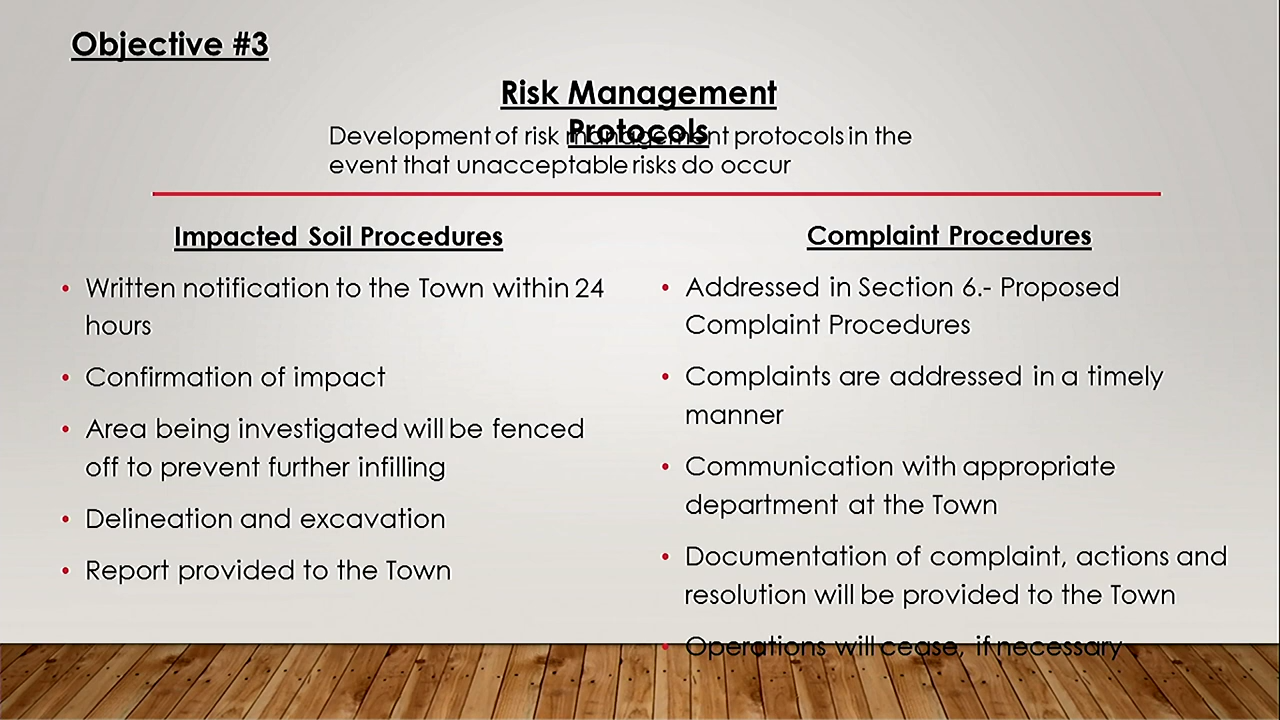 Objective #3
Risk Management
Protocols
Development of risk management protocols in the
event that unacceptable risks do occur
Impacted Soil Procedures
• Written notification to the Town within 24
hours
• Confirmation of impact
• Area being investigated will be fenced
off to prevent further infilling
• Delineation and excavation
• Report provided to the Town
Complaint Procedures
• Addressed in Section 6.- Proposed
Complaint Procedures
• Complaints are addressed in a timely
manner
• Communication with appropriate
department at the Town
• Documentation of complaint, actions and
resolution will be provided to the Town
• Operations will cease, if necessary